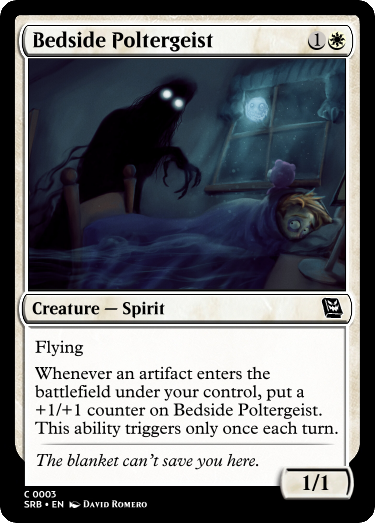 Bedside Poltergeist 1
Creature — Spirit
Flying
Whenever an artifact enters the
battlefield under your control, put a
+1/+1 counter on Bedside Poltergeist.
This ability triggers only once each turn.
The blanket can't save you here.
1/1
C 0003
SRB • EN David Romero